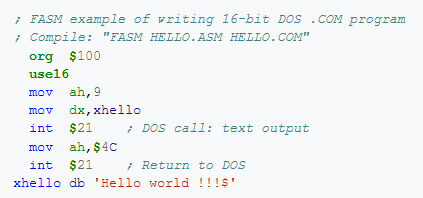 ; FASM example of writing 16-bit DOS .COM program
; Compile: "FASM HELLO.ASM HELLO.COM"
org $100
use16
mov ah,9
mov dx,xhello
int $21 ; DOS call: text output
mov ah,$4C
int $21 ; Return to DOS
xhello db 'Hello world !!!$'